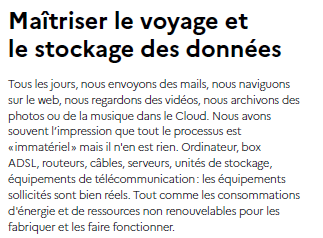 Maîtriser le voyage et
le stockage des données
Tous les jours, nous envoyons des mails, nous naviguons
sur le web, nous regardons des vidéos, nous archivons des
photos ou de la musique dans le Cloud. Nous avons
souvent l'impression que tout le processus est
« immatériel » mais il n'en est rien. Ordinateur, box
ADSL, routeurs, câbles, serveurs, unités de stockage,
équipements de télécommunication : les équipements
sollicités sont bien réels. Tout comme les consommations
d'énergie et de ressources non renouvelables pour les
fabriquer et les faire fonctionner.